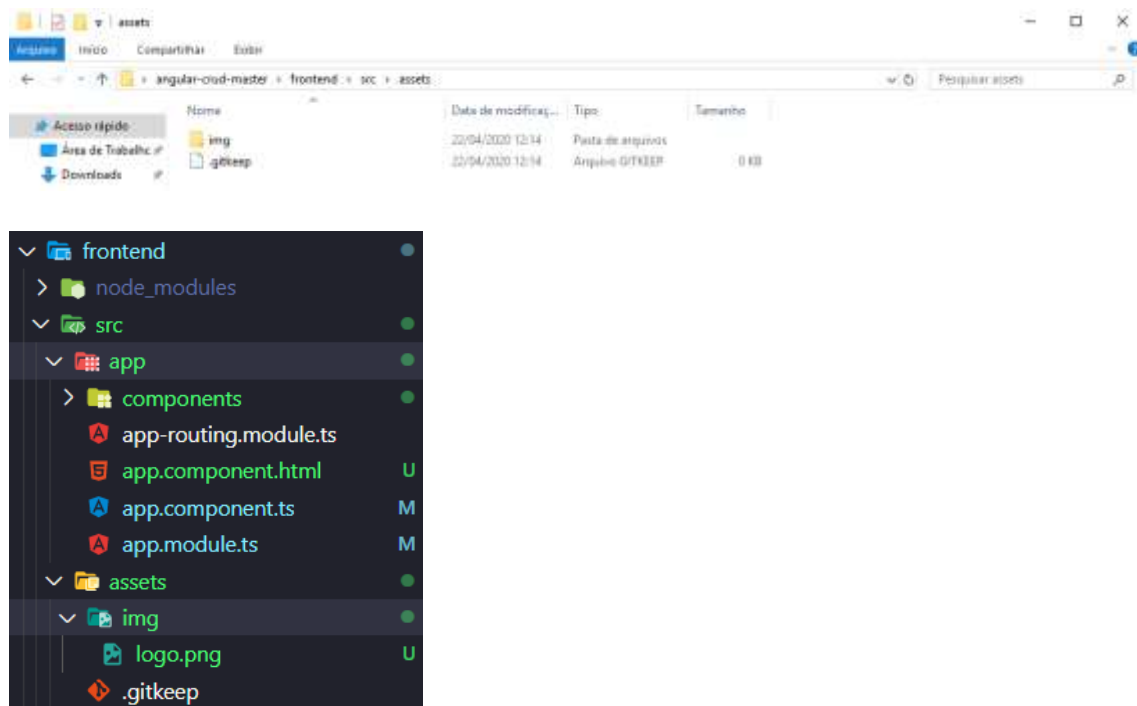 assets
Arquivo Início Compartilhar Exibir
angular-crud-master frontend src assets
Pesquisar assets
Nome Data de modificaç... Tipo Tamanho
Acesso rápido
img 22/04/2020 12:14 Pasta de arquivos
Área de Trabalho
.gitkeep 22/04/2020 12:14 Arquivo GITKEEP 0 KB
Downloads
frontend
node_modules
src
app
components
app-routing.module.ts
app.component.html U
app.component.ts M
app.module.ts M
assets
img
logo.png U
.gitkeep